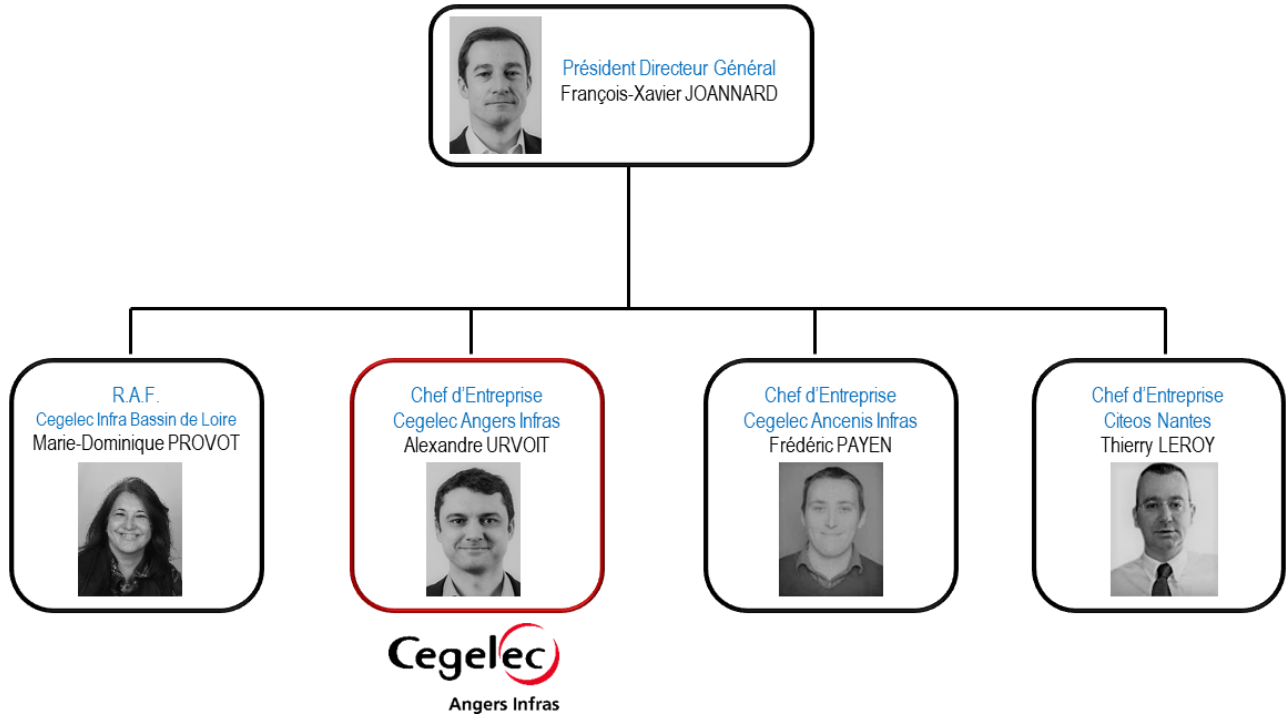 Président Directeur Général
François-Xavier JOANNARD
R.A.F.
Cegelec Infra Bassin de Loire
Marie-Dominique PROVOT
Chef d'Entreprise
Cegelec Angers Infras
Alexandre URVOIT
Chef d'Entreprise
Cegelec Ancenis Infras
Frédéric PAYEN
Chef d'Entreprise
Citeos Nantes
Thierry LEROY
Cegelec
Angers Infras